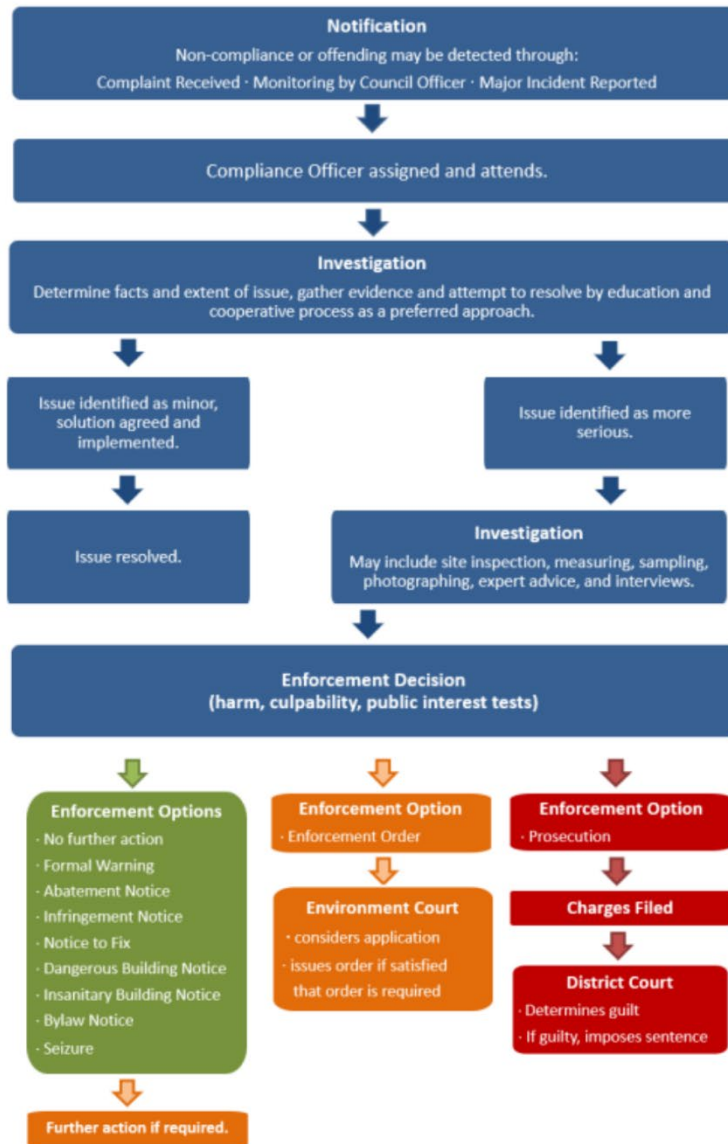 Notification
Non-compliance or offending may be detected through:
Complaint Received · Monitoring by Council Officer · Major Incident Reported
Compliance Officer assigned and attends.
Investigation
Determine facts and extent of issue, gather evidence and attempt to resolve by education and
cooperative process as a preferred approach.
Issue identified as minor,
solution agreed and
implemented.
Issue identified as more
serious.
Issue resolved.
Investigation
May include site inspection, measuring, sampling,
photographing, expert advice, and interviews.
Enforcement Decision
(harm, culpability, public interest tests)
Enforcement Options
· No further action
· Formal Warning
· Abatement Notice
· Infringement Notice
· Notice to Fix
· Dangerous Building Notice
· Insanitary Building Notice
· Bylaw Notice
· Seizure
Further action if required.
Enforcement Option
· Enforcement Order
Environment Court
· considers application
· issues order if satisfied
that order is required
Enforcement Option
· Prosecution
Charges Filed
District Court
· Determines guilt
· If guilty, imposes sentence